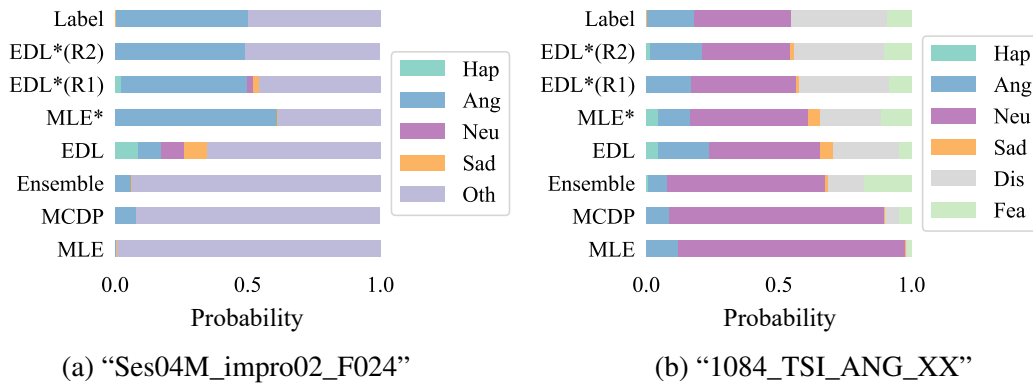 Label
EDL*(R2)
EDL*(R1)
MLE*
EDL
Ensemble
MCDP
MLE
0.0 0.5 1.0
Probability
Hap
Ang
Neu
Sad
Oth
(a) “Ses04M_impro02_F024”
Label
EDL*(R2)
EDL*(R1)
MLE*
EDL
Ensemble
MCDP
MLE
0.0 0.5 1.0
Probability
Hap
Ang
Neu
Sad
Dis
Fea
(b) “1084_TSI_ANG_XX”